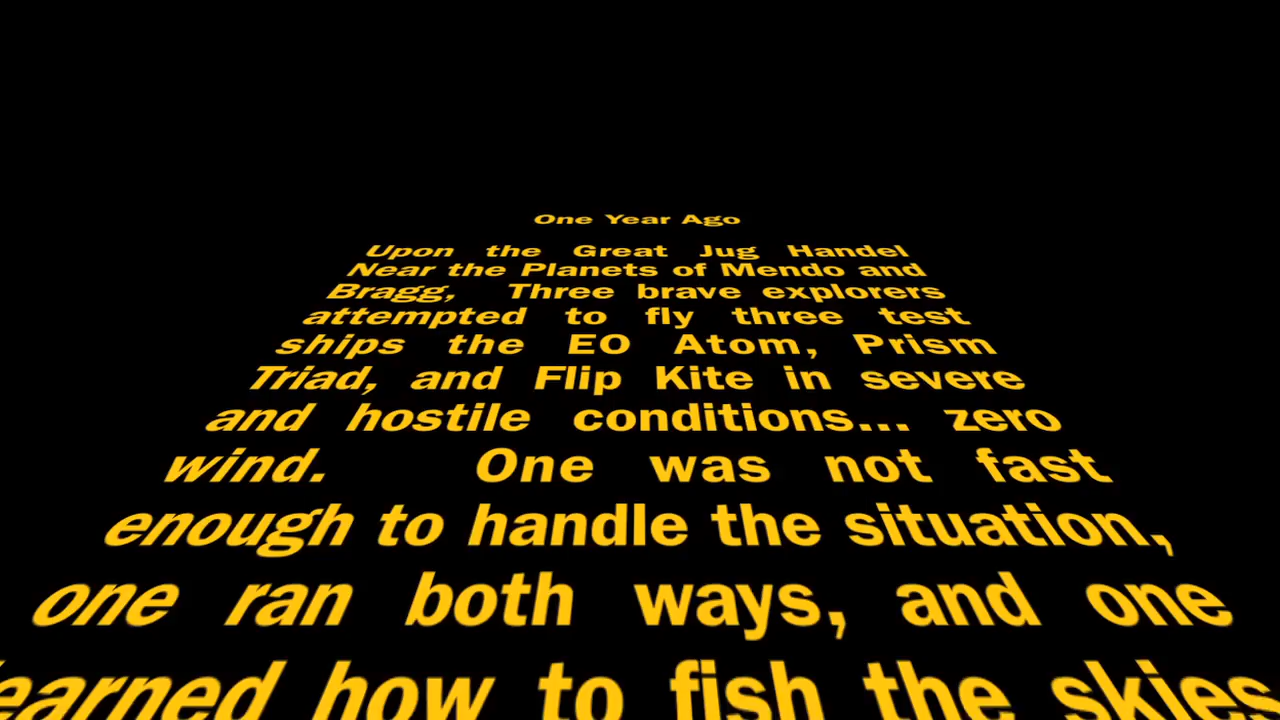 One Year Ago
Upon the Great Jug Handel
Near the Planets of Mendo and
Bragg, Three brave explorers
attempted to fly three test
ships the EO Atom, Prism
Triad, and Flip Kite in severe
and hostile conditions... zero
wind. One was not fast
enough to handle the situation,
one ran both ways, and one
learned how to fish the skies